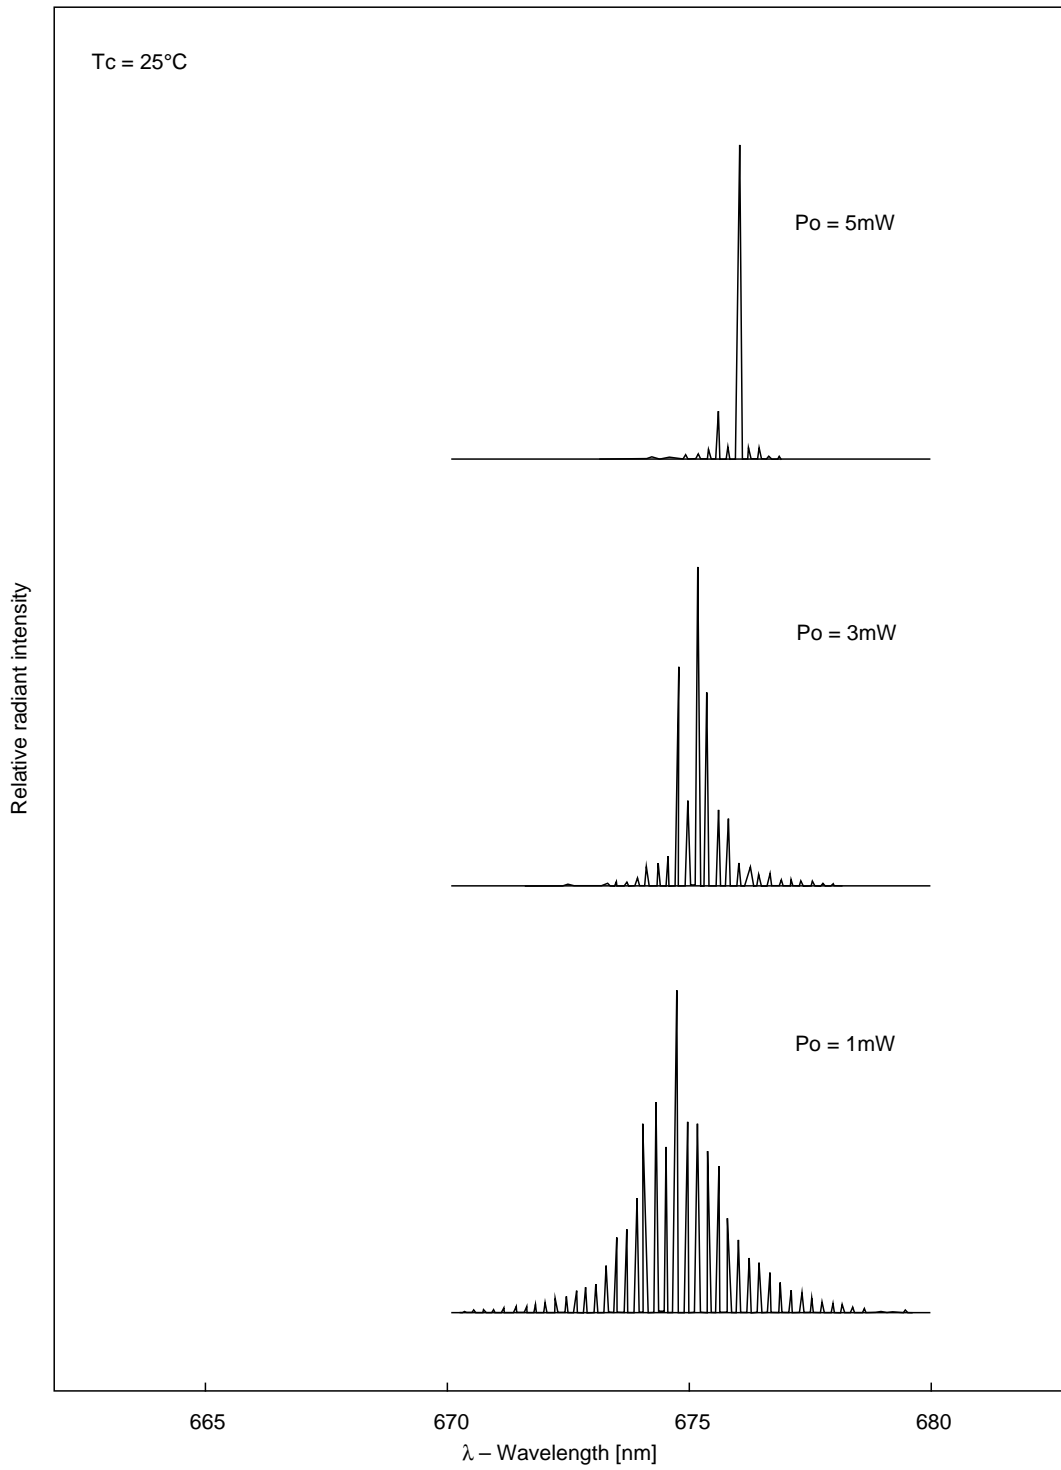 Tc = 25°C
Po = 5mW
Po = 3mW
Po = 1mW
Relative radiant intensity
665 670 675 680
λ – Wavelength [nm]